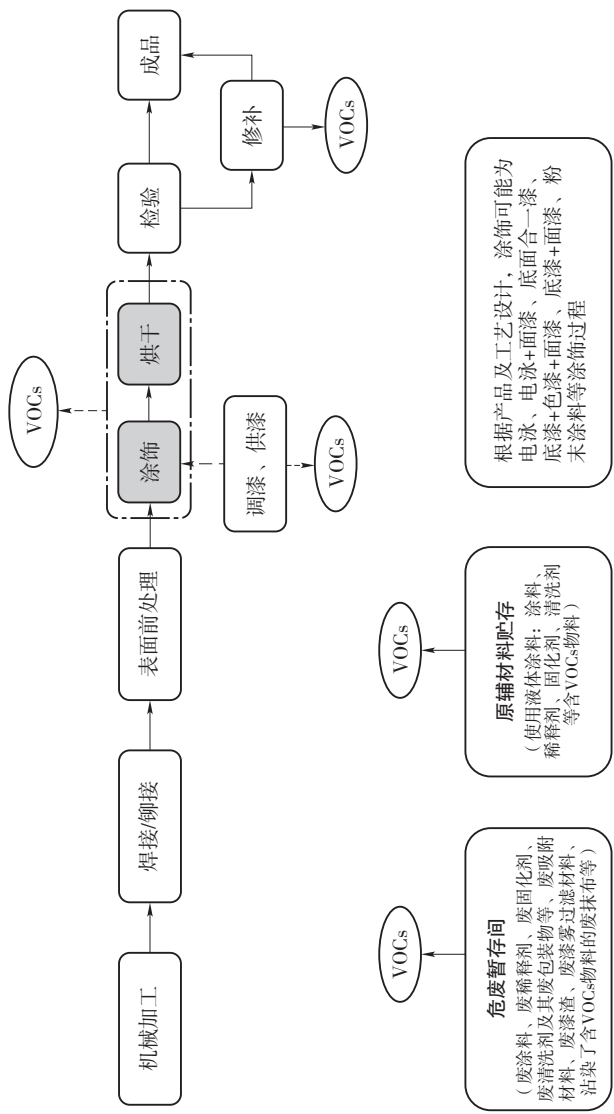 机械加工
焊接/铆接
表面前处理
涂饰
烘干
检验
成品
修补
VOCs
VOCs
调漆、供漆
VOCs
VOCs
危废暂存间
（废涂料、废稀释剂、废固化剂、
废清洗剂及其废包装物等、废吸附
材料、废漆渣、废漆雾过滤材料、
沾染了含VOCs物料的废抹布等）
VOCs
原辅材料贮存
（使用液体涂料：涂料、
稀释剂、固化剂、清洗剂
等含VOCs物料）
根据产品及工艺设计，涂饰可能为
电泳、电泳+面漆、底面合一漆、
底漆+色漆+面漆、底漆+面漆、粉
末涂料等涂饰过程
VOCs